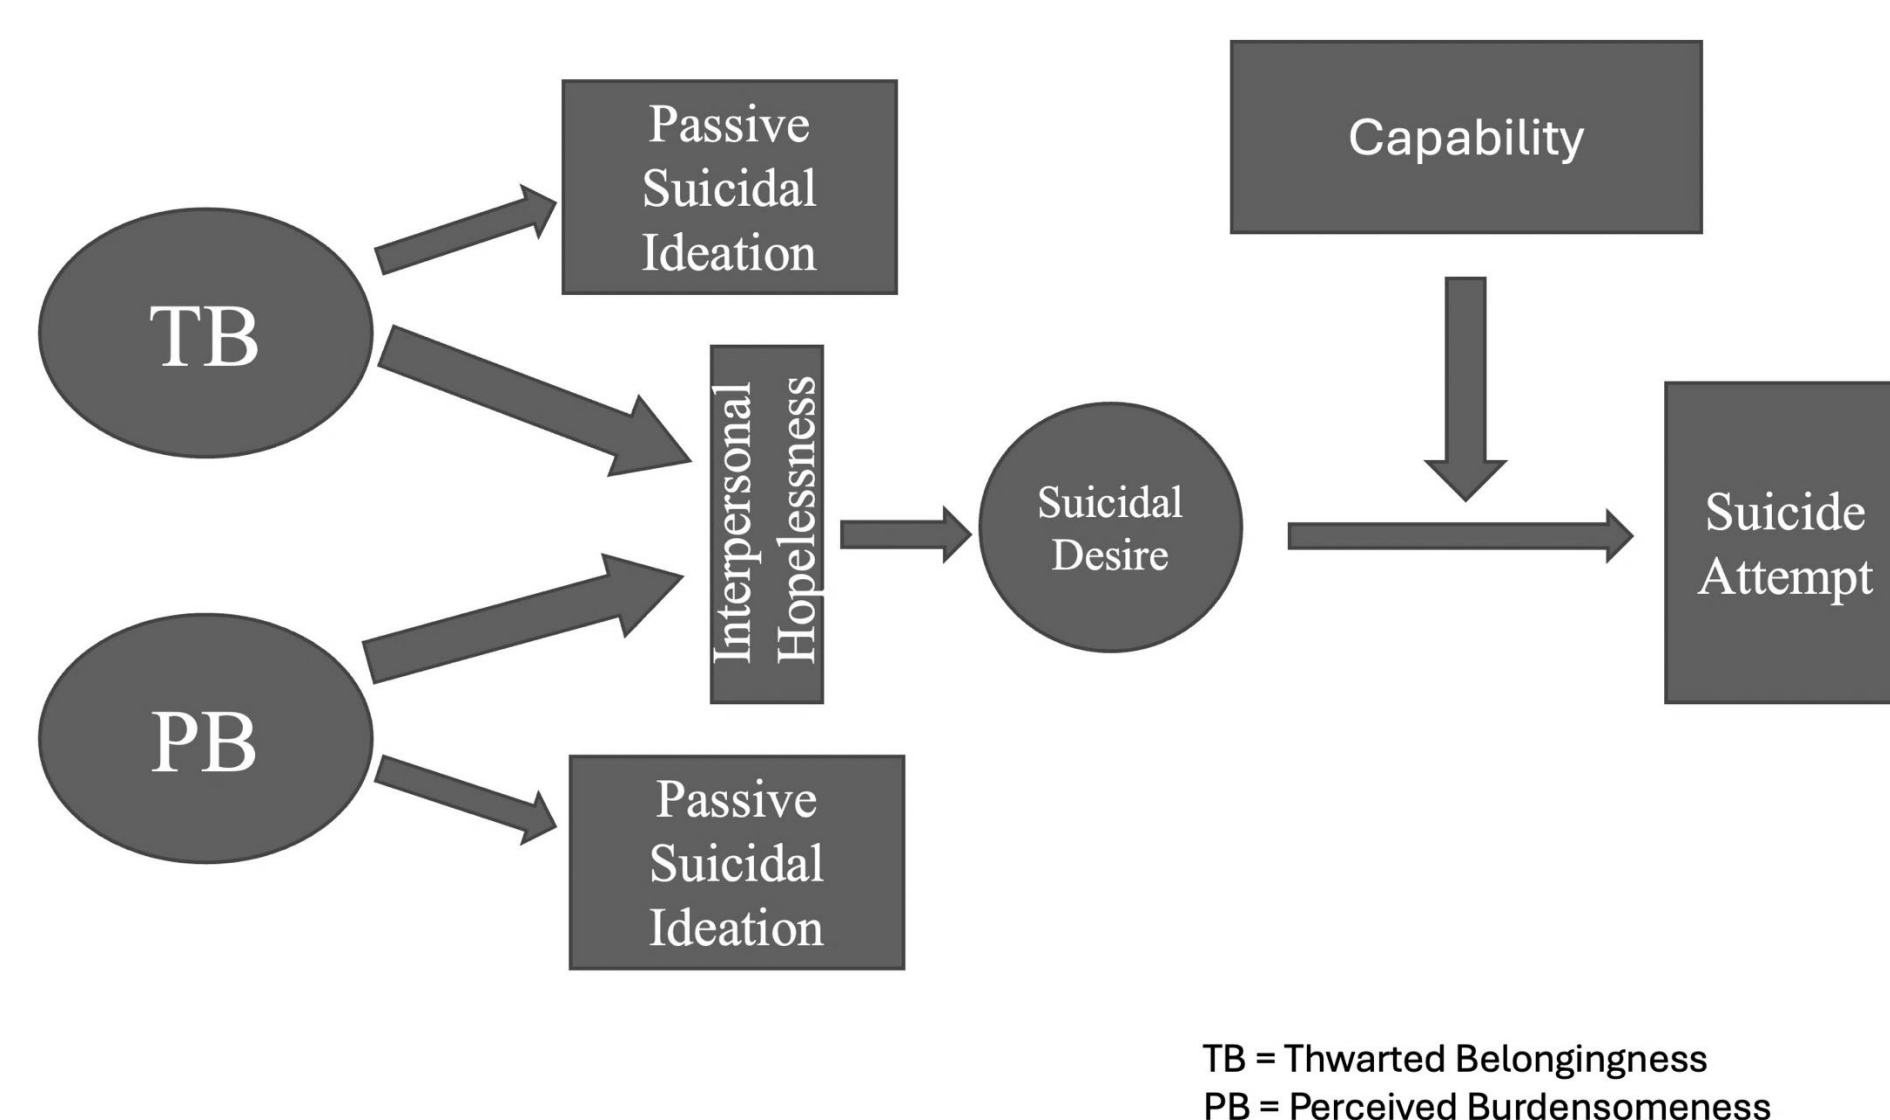 Passive
Suicidal
Ideation
Capability
TB
Interpersonal
Hopelessness
Suicidal
Desire
Suicide
Attempt
PB
Passive
Suicidal
Ideation
TB = Thwarted Belongingness
PB = Perceived Burdensomeness